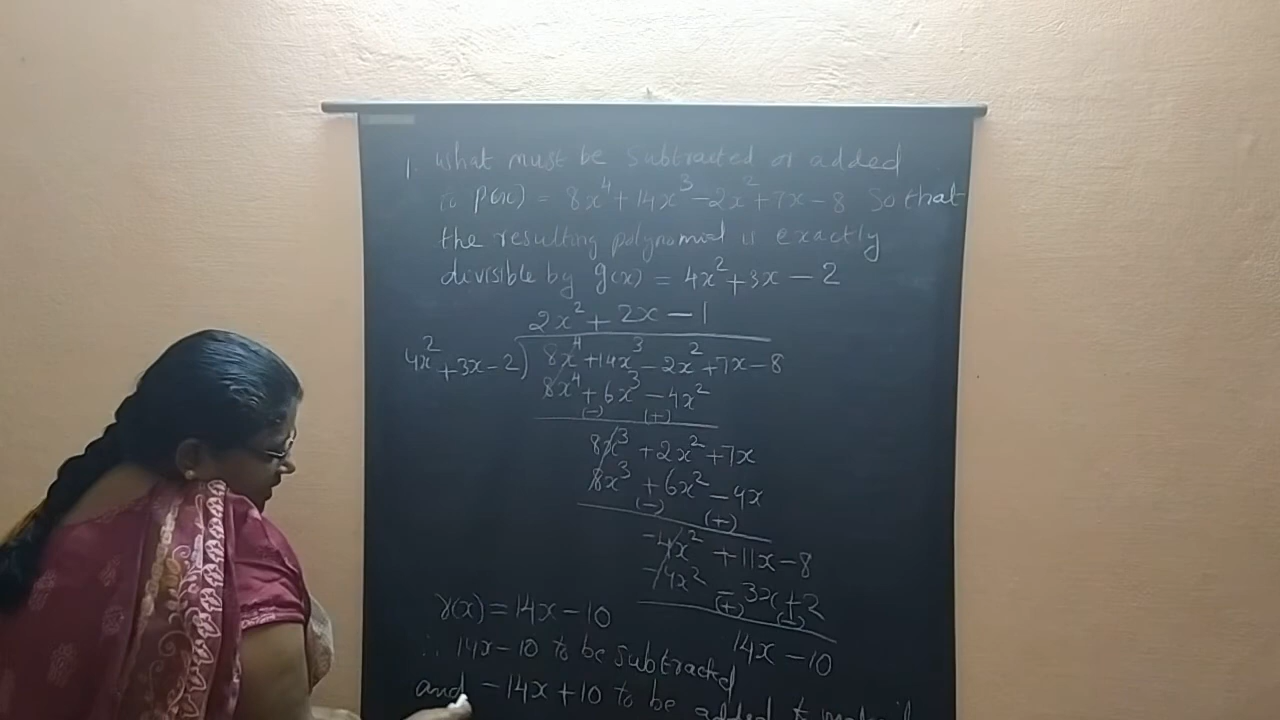 1. What must be subtracted or added
to p(x) = 8x⁴ + 14x³ - 2x² + 7x - 8 So that
the resulting polynomial is exactly
divisible by g(x) = 4x² + 3x - 2
2x² + 2x - 1
4x² + 3x - 2 ) 8x⁴ + 14x³ - 2x² + 7x - 8
8x⁴ + 6x³ - 4x²
(-) (+)
8x³ + 2x² + 7x
8x³ + 6x² - 4x
(-) (+)
-4x² + 11x - 8
-4x² - 3x + 2
(+) (-)
14x - 10
r(x) = 14x - 10
∴ 14x - 10 to be subtracted
and -14x + 10 to be added to